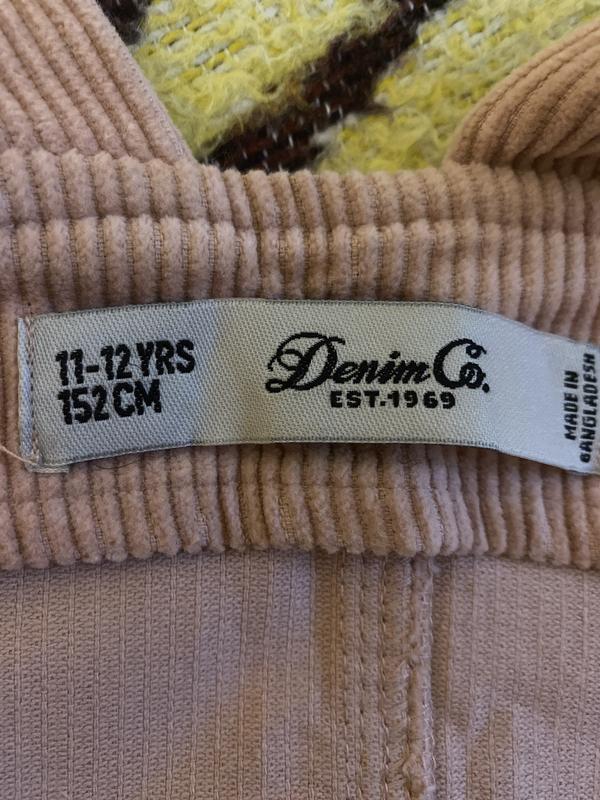 11-12 YRS
152 CM
Denim Co.
EST.1969
MADE IN
BANGLADESH